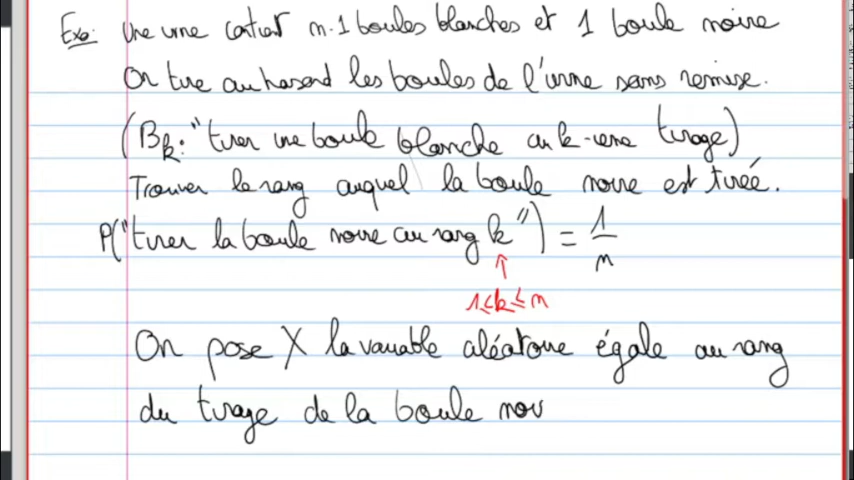 Exo: Une urne contient n-1 boules blanches et 1 boule noire
On tire au hasard les boules de l'urne sans remise.
(Bk: "tirer une boule blanche au k-ième tirage)
Trouver le rang auquel la boule noire est tirée.
P("tirer la boule noire au rang k") = 1/n
↑
1≤k≤n
On pose X la variable aléatoire égale au rang
du tirage de la boule noi